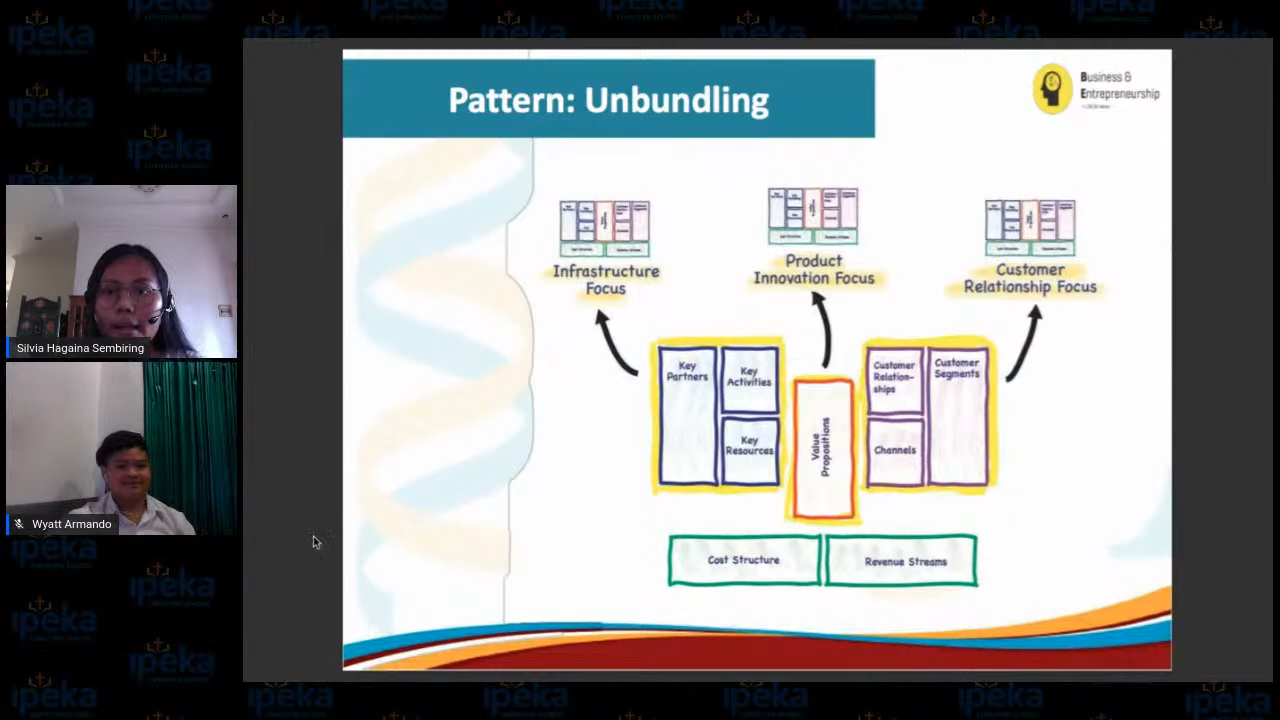 Pattern: Unbundling
Business &
Entrepreneurship
Infrastructure
Focus
Product
Innovation Focus
Customer
Relationship Focus
Key
Partners
Key
Activities
Key
Resources
Value
Propositions
Customer
Relation-
ships
Channels
Customer
Segments
Cost Structure
Revenue Streams
Silvia Hagaina Sembiring
Wyatt Armando
ipeka